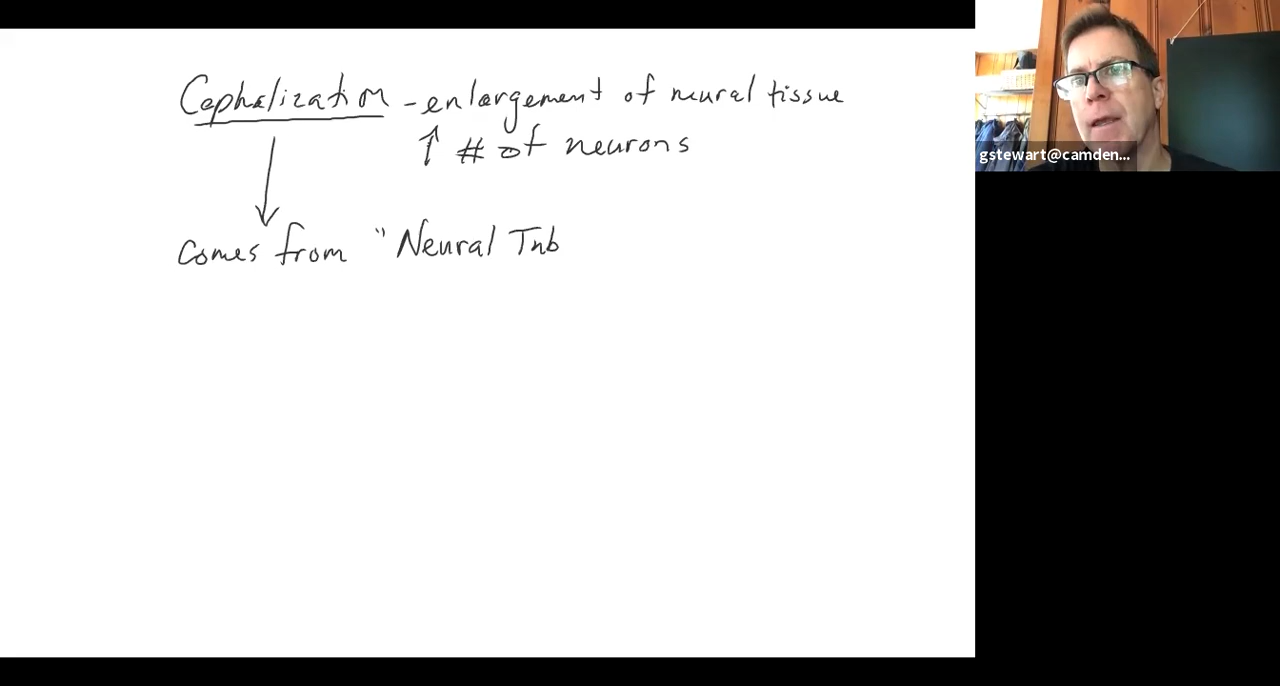 Cephalization - enlargement of neural tissue
↑ # of neurons
Comes from "Neural Tub
gstewart@camden...